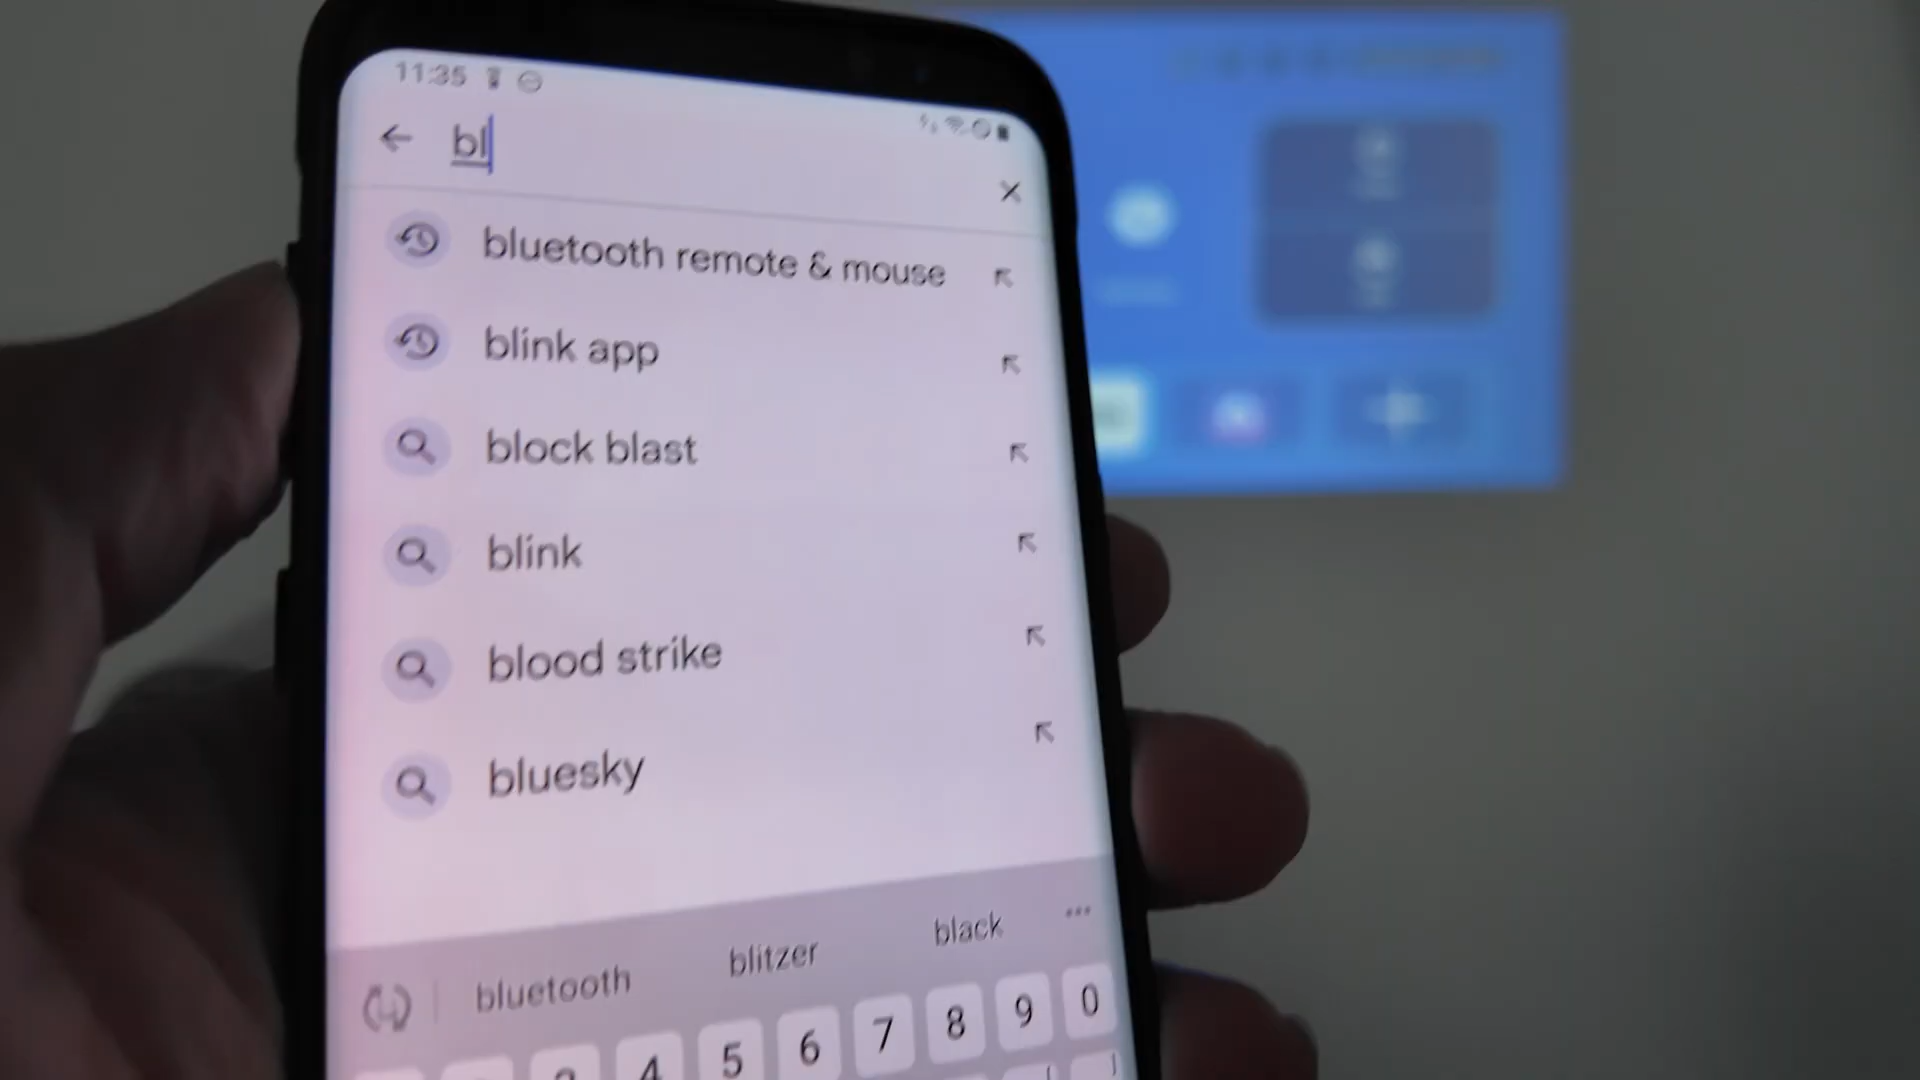 11:35
bl
bluetooth remote & mouse
blink app
block blast
blink
blood strike
bluesky
bluetooth blitzer black
4 5 6 7 8 9 0